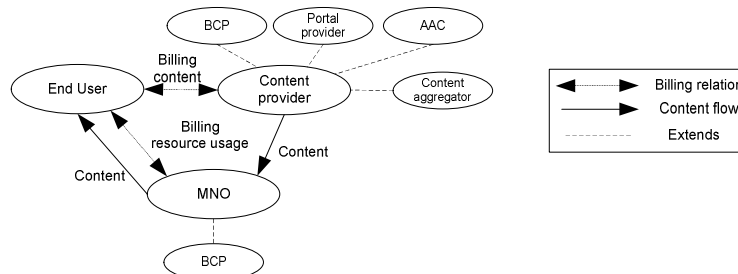 BCP
Portal
provider
AAC
Billing
content
End User
Content
provider
Content
aggregator
Billing
resource usage
Content
Content
MNO
BCP
Billing relation
Content flow
Extends